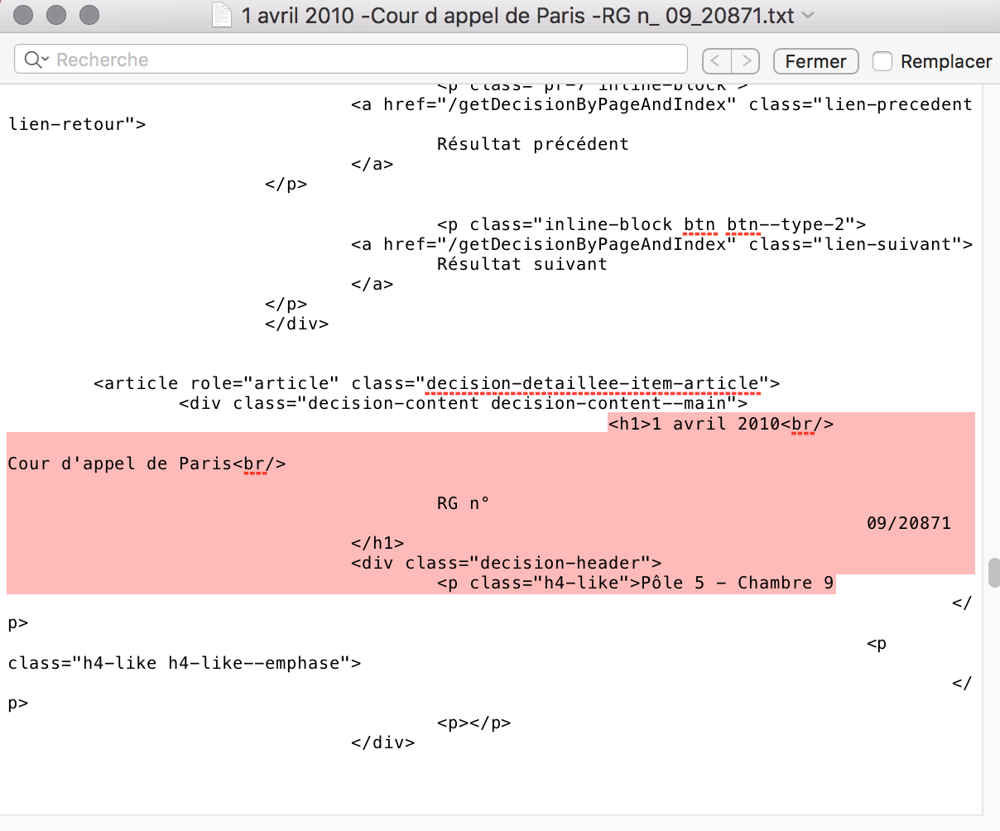 1 avril 2010 -Cour d appel de Paris -RG n_ 09_20871.txt
Recherche
< > Fermer Remplacer
<p class="pr-7 inline-block">
<a href="/getDecisionByPageAndIndex" class="lien-precedent
lien-retour">
Résultat précédent
</a>
</p>
<p class="inline-block btn btn--type-2">
<a href="/getDecisionByPageAndIndex" class="lien-suivant">
Résultat suivant
</a>
</p>
</div>
<article role="article" class="decision-detaillee-item-article">
<div class="decision-content decision-content--main">
<h1>1 avril 2010<br/>
Cour d'appel de Paris<br/>
RG n°
09/20871
</h1>
<div class="decision-header">
<p class="h4-like">Pôle 5 - Chambre 9
</
p>
<p
class="h4-like h4-like--emphase">
</
p>
<p></p>
</div>